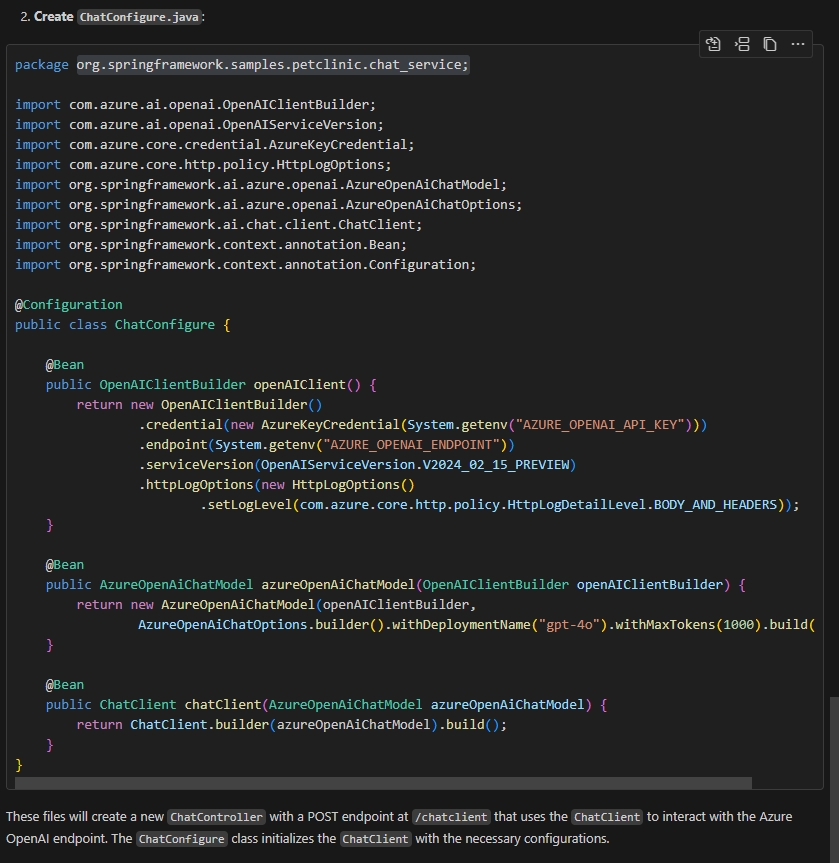 2. Create ChatConfigure.java:
package org.springframework.samples.petclinic.chat_service;
import com.azure.ai.openai.OpenAIClientBuilder;
import com.azure.ai.openai.OpenAIServiceVersion;
import com.azure.core.credential.AzureKeyCredential;
import com.azure.core.http.policy.HttpLogOptions;
import org.springframework.ai.azure.openai.AzureOpenAiChatModel;
import org.springframework.ai.azure.openai.AzureOpenAiChatOptions;
import org.springframework.ai.chat.client.ChatClient;
import org.springframework.context.annotation.Bean;
import org.springframework.context.annotation.Configuration;
@Configuration
public class ChatConfigure {
@Bean
public OpenAIClientBuilder openAIClient() {
return new OpenAIClientBuilder()
.credential(new AzureKeyCredential(System.getenv("AZURE_OPENAI_API_KEY")))
.endpoint(System.getenv("AZURE_OPENAI_ENDPOINT"))
.serviceVersion(OpenAIServiceVersion.V2024_02_15_PREVIEW)
.httpLogOptions(new HttpLogOptions()
.setLogLevel(com.azure.core.http.policy.HttpLogDetailLevel.BODY_AND_HEADERS));
}
@Bean
public AzureOpenAiChatModel azureOpenAiChatModel(OpenAIClientBuilder openAIClientBuilder) {
return new AzureOpenAiChatModel(openAIClientBuilder,
AzureOpenAiChatOptions.builder().withDeploymentName("gpt-4o").withMaxTokens(1000).build(
}
@Bean
public ChatClient chatClient(AzureOpenAiChatModel azureOpenAiChatModel) {
return ChatClient.builder(azureOpenAiChatModel).build();
}
}
These files will create a new ChatController with a POST endpoint at /chatclient that uses the ChatClient to interact with the Azure
OpenAI endpoint. The ChatConfigure class initializes the ChatClient with the necessary configurations.